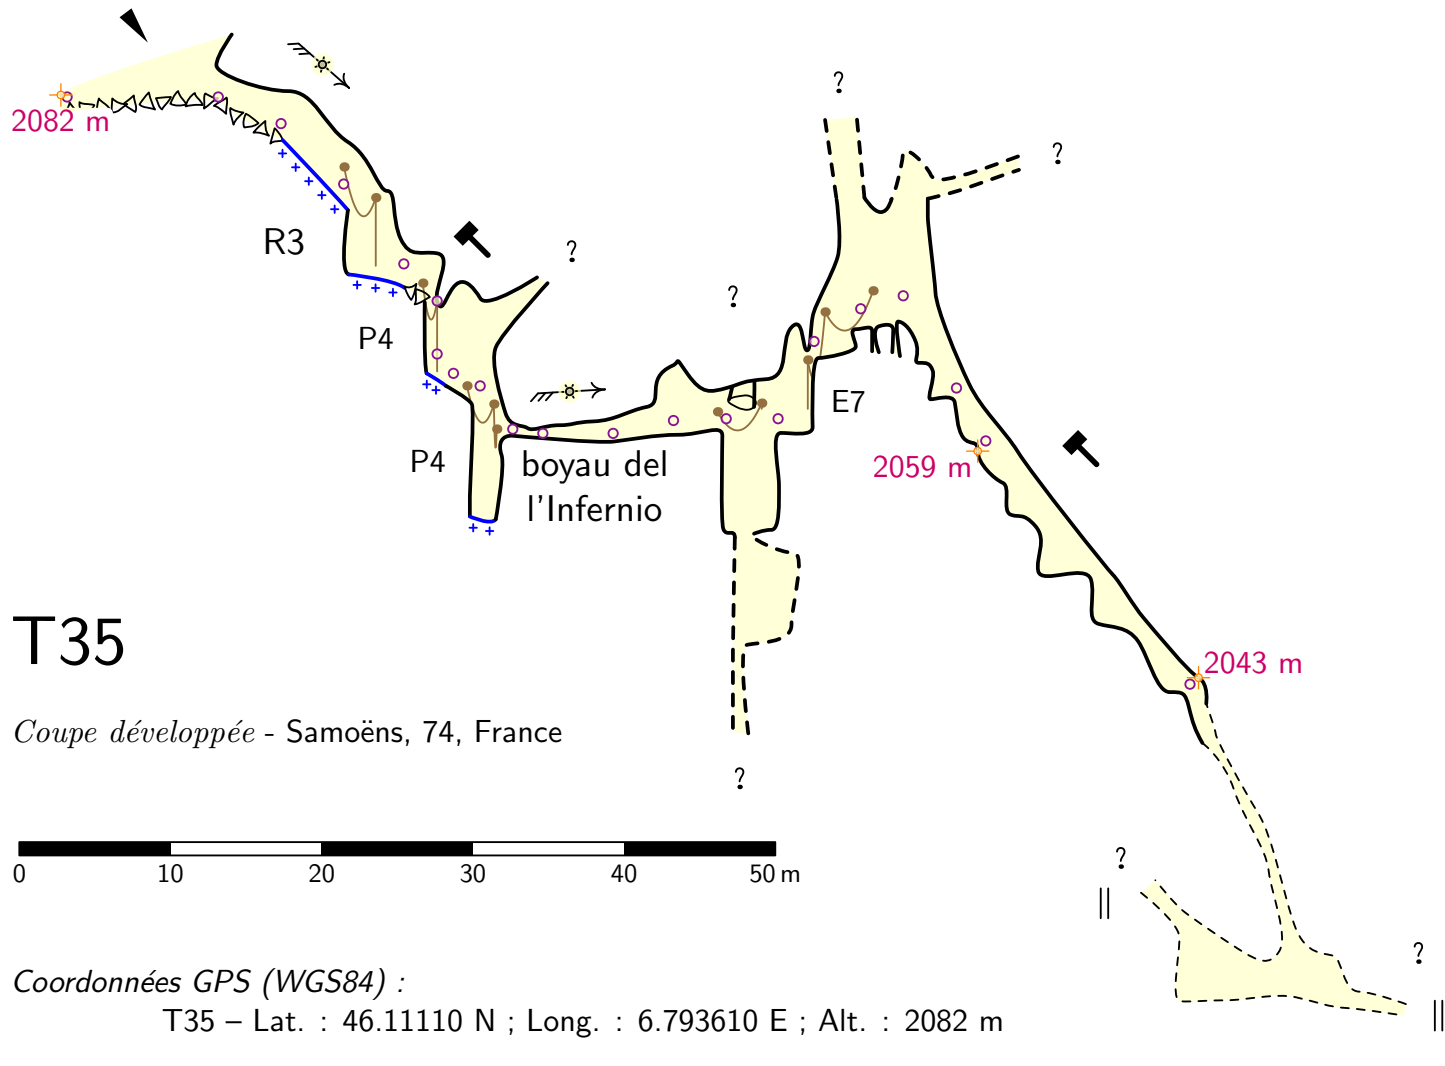 ?
2082 m
?
R3
?
?
P4
E7
P4
boyau del
l'Infernio
2059 m
T35
2043 m
Coupe développée - Samoëns, 74, France
?
0 10 20 30 40 50 m
?
?
Coordonnées GPS (WGS84) :
T35 – Lat. : 46.11110 N ; Long. : 6.793610 E ; Alt. : 2082 m